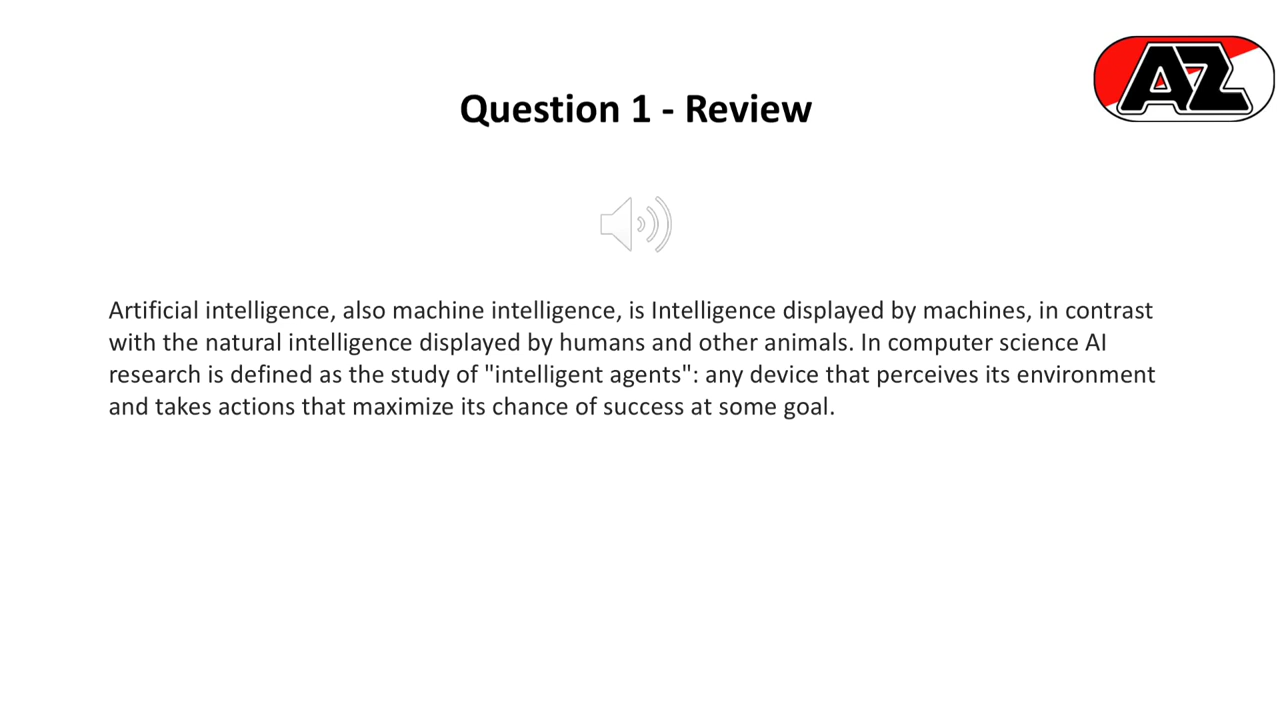 AZ
Question 1 - Review
Artificial intelligence, also machine intelligence, is Intelligence displayed by machines, in contrast
with the natural intelligence displayed by humans and other animals. In computer science AI
research is defined as the study of "intelligent agents": any device that perceives its environment
and takes actions that maximize its chance of success at some goal.